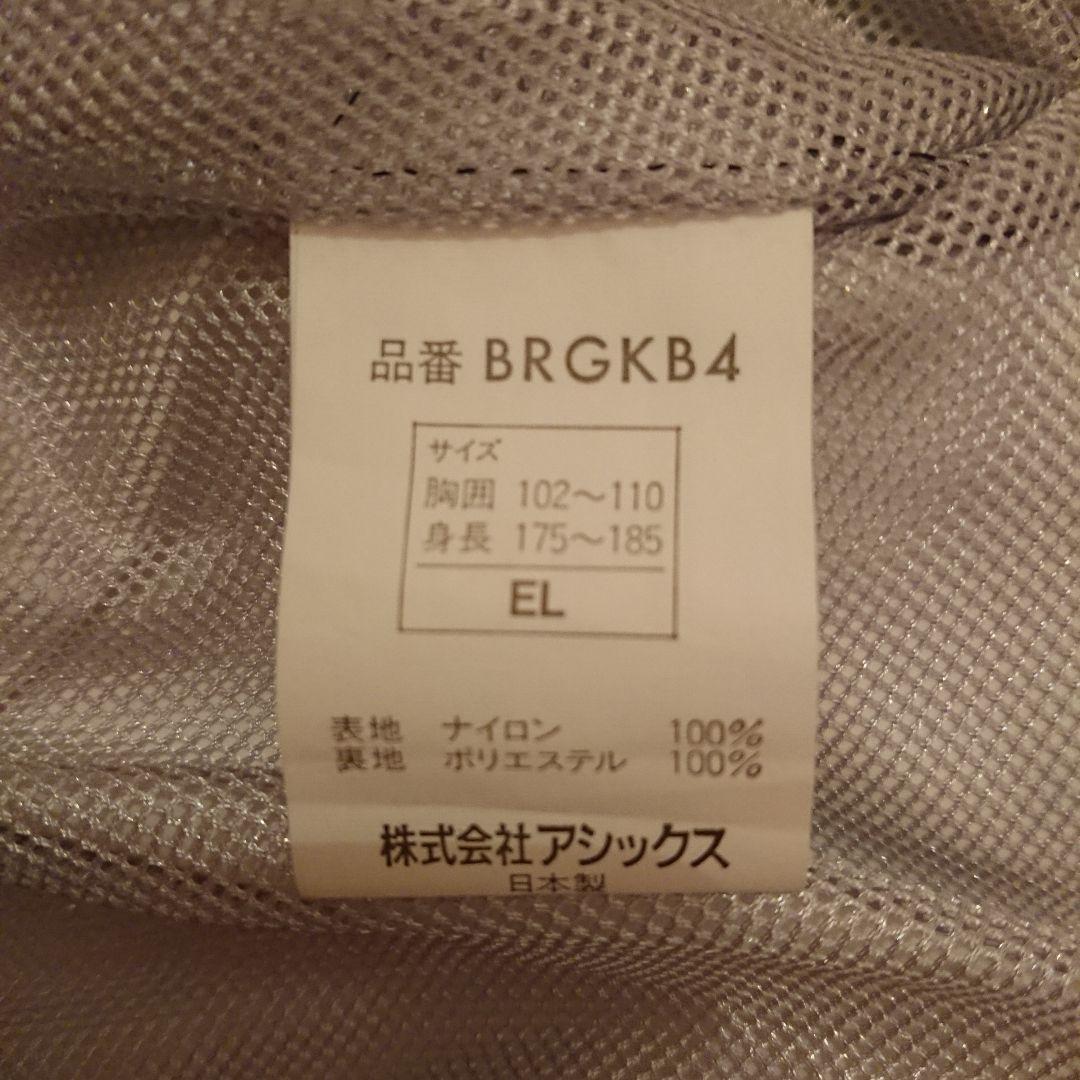 品番 BRGKB4
サイズ
胸囲 102〜110
身長 175〜185
EL
表地 ナイロン 100%
裏地 ポリエステル 100%
株式会社アシックス
日本製